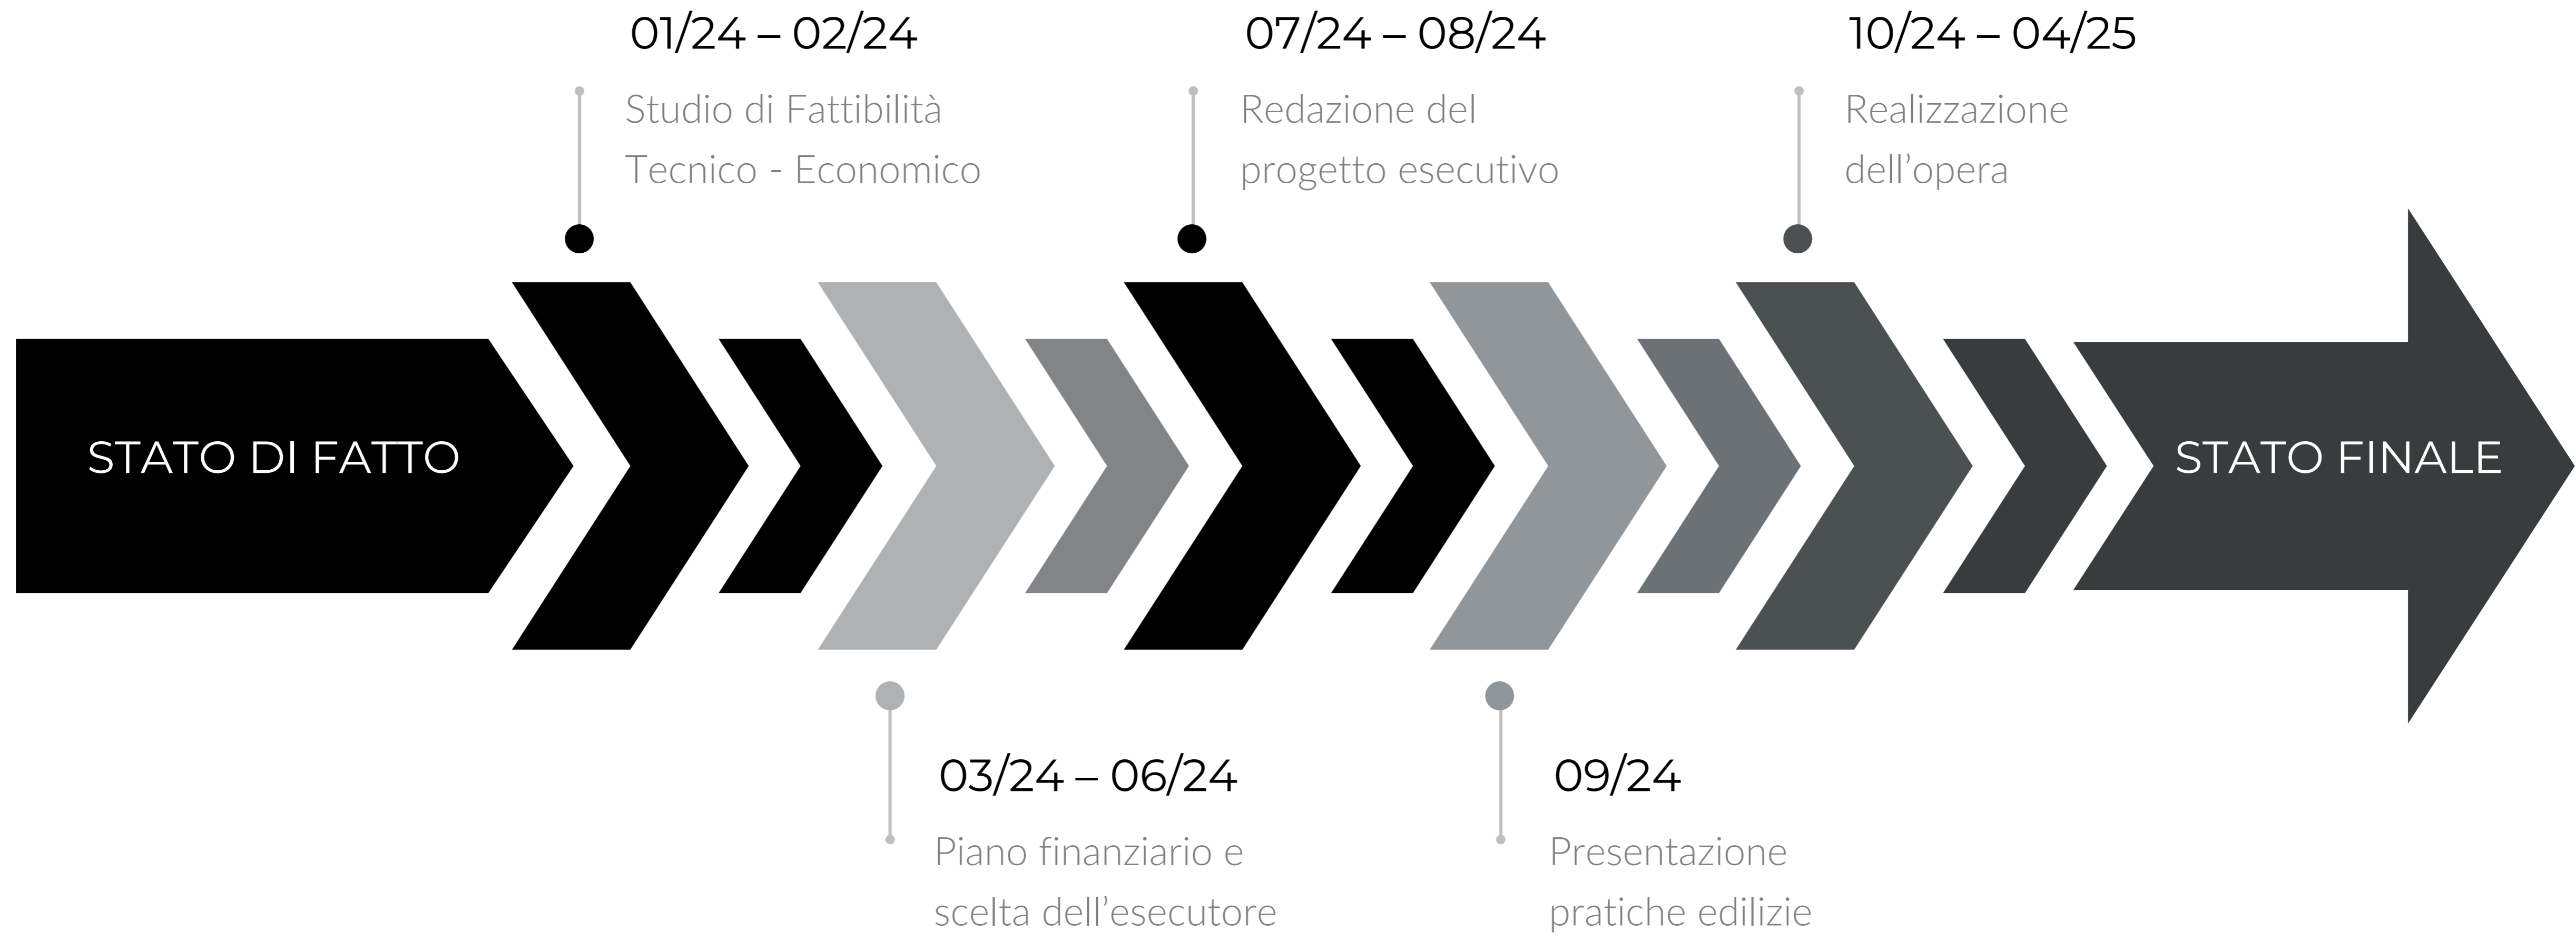 01/24 – 02/24
Studio di Fattibilità
Tecnico - Economico
07/24 – 08/24
Redazione del
progetto esecutivo
10/24 – 04/25
Realizzazione
dell’opera
STATO DI FATTO
STATO FINALE
03/24 – 06/24
Piano finanziario e
scelta dell’esecutore
09/24
Presentazione
pratiche edilizie